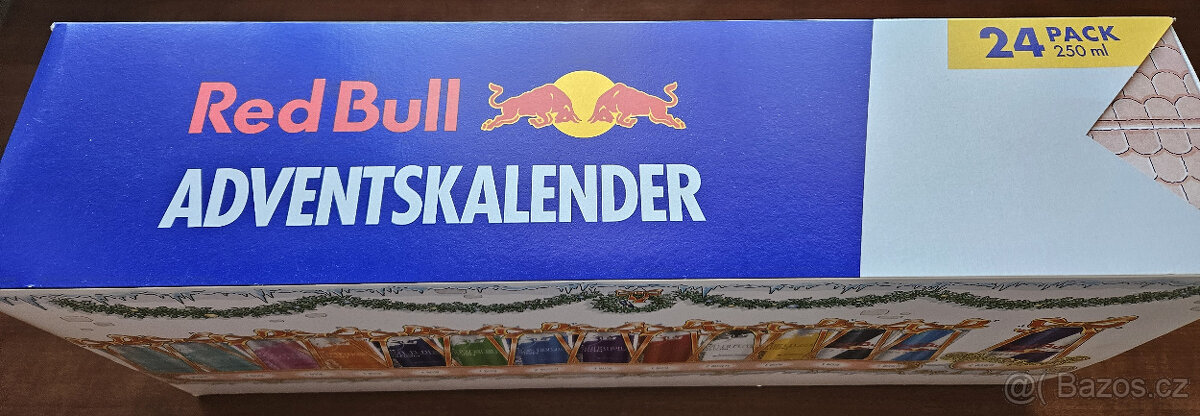 24 PACK
250 ml
Red Bull
ADVENTSKALENDER
@( Bazos.cz